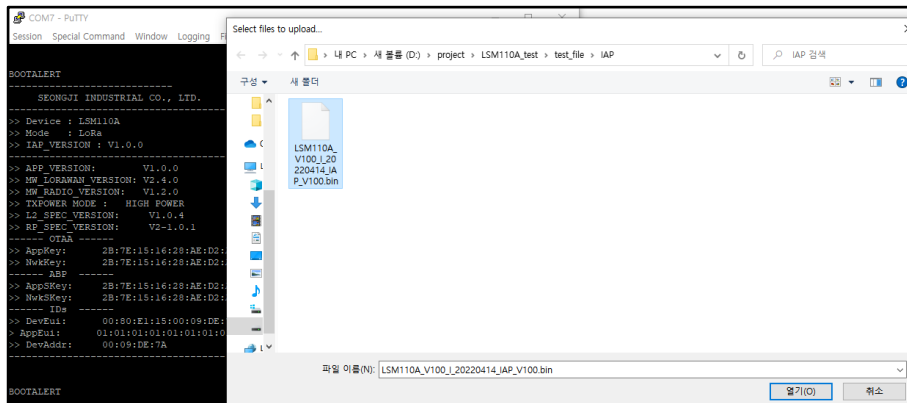 COM7 - PuTTY
Session Special Command Window Logging Fi
BOOTALERT
----------------------------
SEONGJI INDUSTRIAL CO., LTD.
------------------------------------
>> Device : LSM110A
>> Mode : LoRa
>> IAP_VERSION : V1.0.0
------------------------------------
>> APP_VERSION: V1.0.0
>> MW_LORAWAN_VERSION: V2.4.0
>> MW_RADIO_VERSION: V1.2.0
>> TXPOWER MODE : HIGH POWER
>> L2_SPEC_VERSION: V1.0.4
>> RP_SPEC_VERSION: V2-1.0.1
------ OTAA ------
>> AppKey: 2B:7E:15:16:28:AE:D2:
>> NwkKey: 2B:7E:15:16:28:AE:D2:
------ ABP ------
>> AppSKey: 2B:7E:15:16:28:AE:D2:
>> NwkSKey: 2B:7E:15:16:28:AE:D2:
------ IDs ------
>> DevEui: 00:80:E1:15:00:09:DE:
> AppEui: 01:01:01:01:01:01:01:0
>> DevAddr: 00:09:DE:7A
------------------------------------
BOOTALERT
Select files to upload...
내 PC > 새 볼륨 (D:) > project > LSM110A_test > test_file > IAP
IAP 검색
구성
새 폴더
LSM110A_
V100_I_20
220414_IA
P_V100.bin
파일 이름(N): LSM110A_V100_I_20220414_IAP_V100.bin
열기(O)
취소